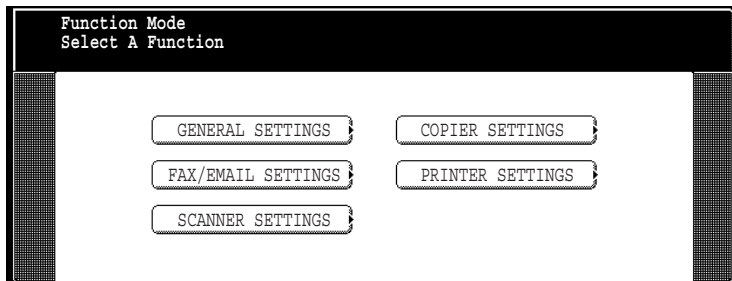 Function Mode
Select A Function
GENERAL SETTINGS
COPIER SETTINGS
FAX/EMAIL SETTINGS
PRINTER SETTINGS
SCANNER SETTINGS